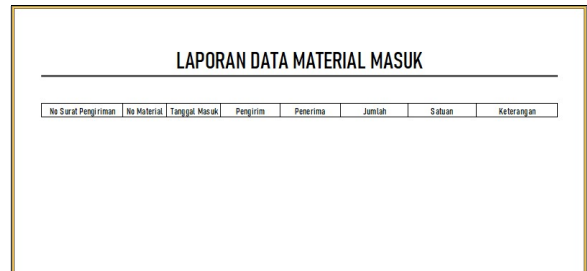 LAPORAN DATA MATERIAL MASUK
No Surat Pengiriman No Material Tanggal Masuk Pengirim Penerima Jumlah Satuan Keterangan